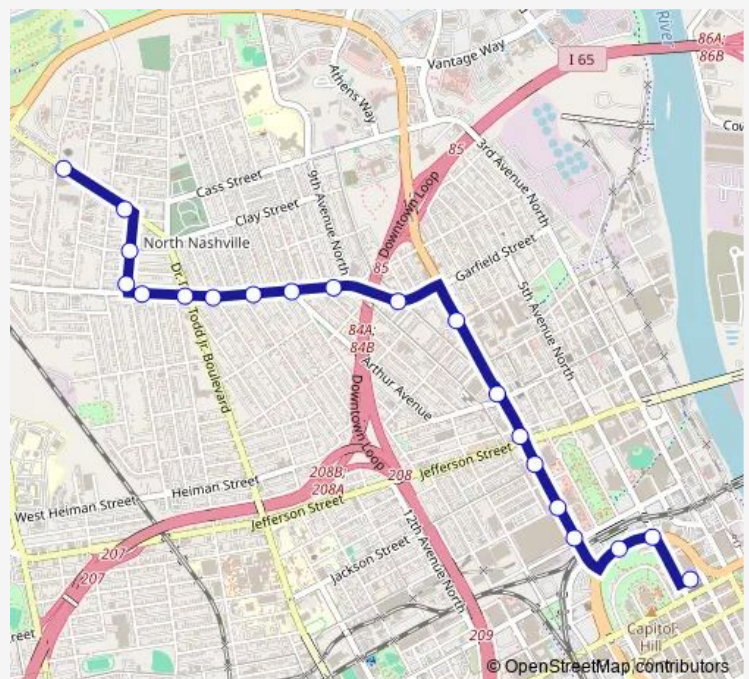 River
86A;
86B
Vantage Way
I 65
Athens Way
85
3rd Avenue North
Cass Street
9th Avenue North
Downtown Loop
Clay Street
North Nashville
Garfield Street
85
5th Avenue North
Todd Jr. Boulevard
84A;
84B
Arthur Avenue
Downtown Loop
Jefferson Street
208B;
208A
208
Heiman Street
West Heiman Street
Jefferson Street
12th Avenue North
207
207
Jackson Street
209
Capitol
Hill
© OpenStreetMap contributors